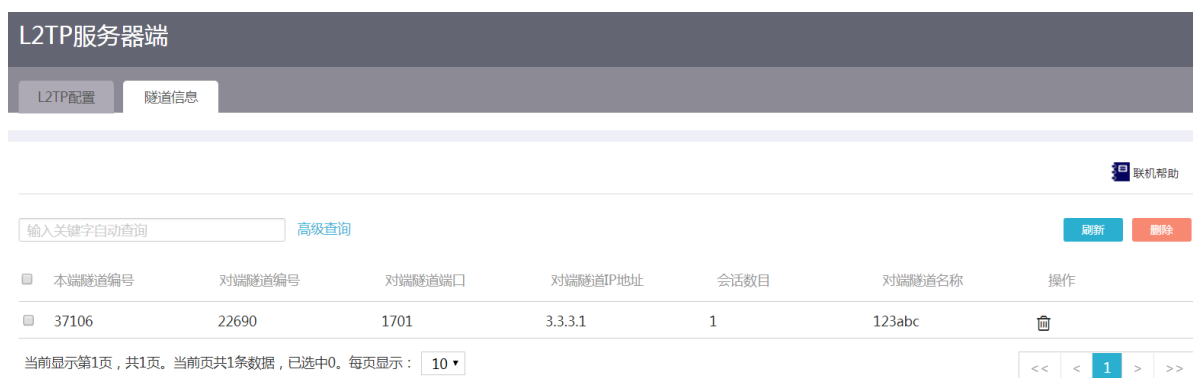 L2TP服务器端
L2TP配置 隧道信息
联机帮助
输入关键字自动查询 高级查询 刷新 删除
本端隧道编号 对端隧道编号 对端隧道端口 对端隧道IP地址 会话数目 对端隧道名称 操作
37106 22690 1701 3.3.3.1 1 123abc
当前显示第1页，共1页。当前页共1条数据，已选中0。每页显示： 10 << < 1 > >>